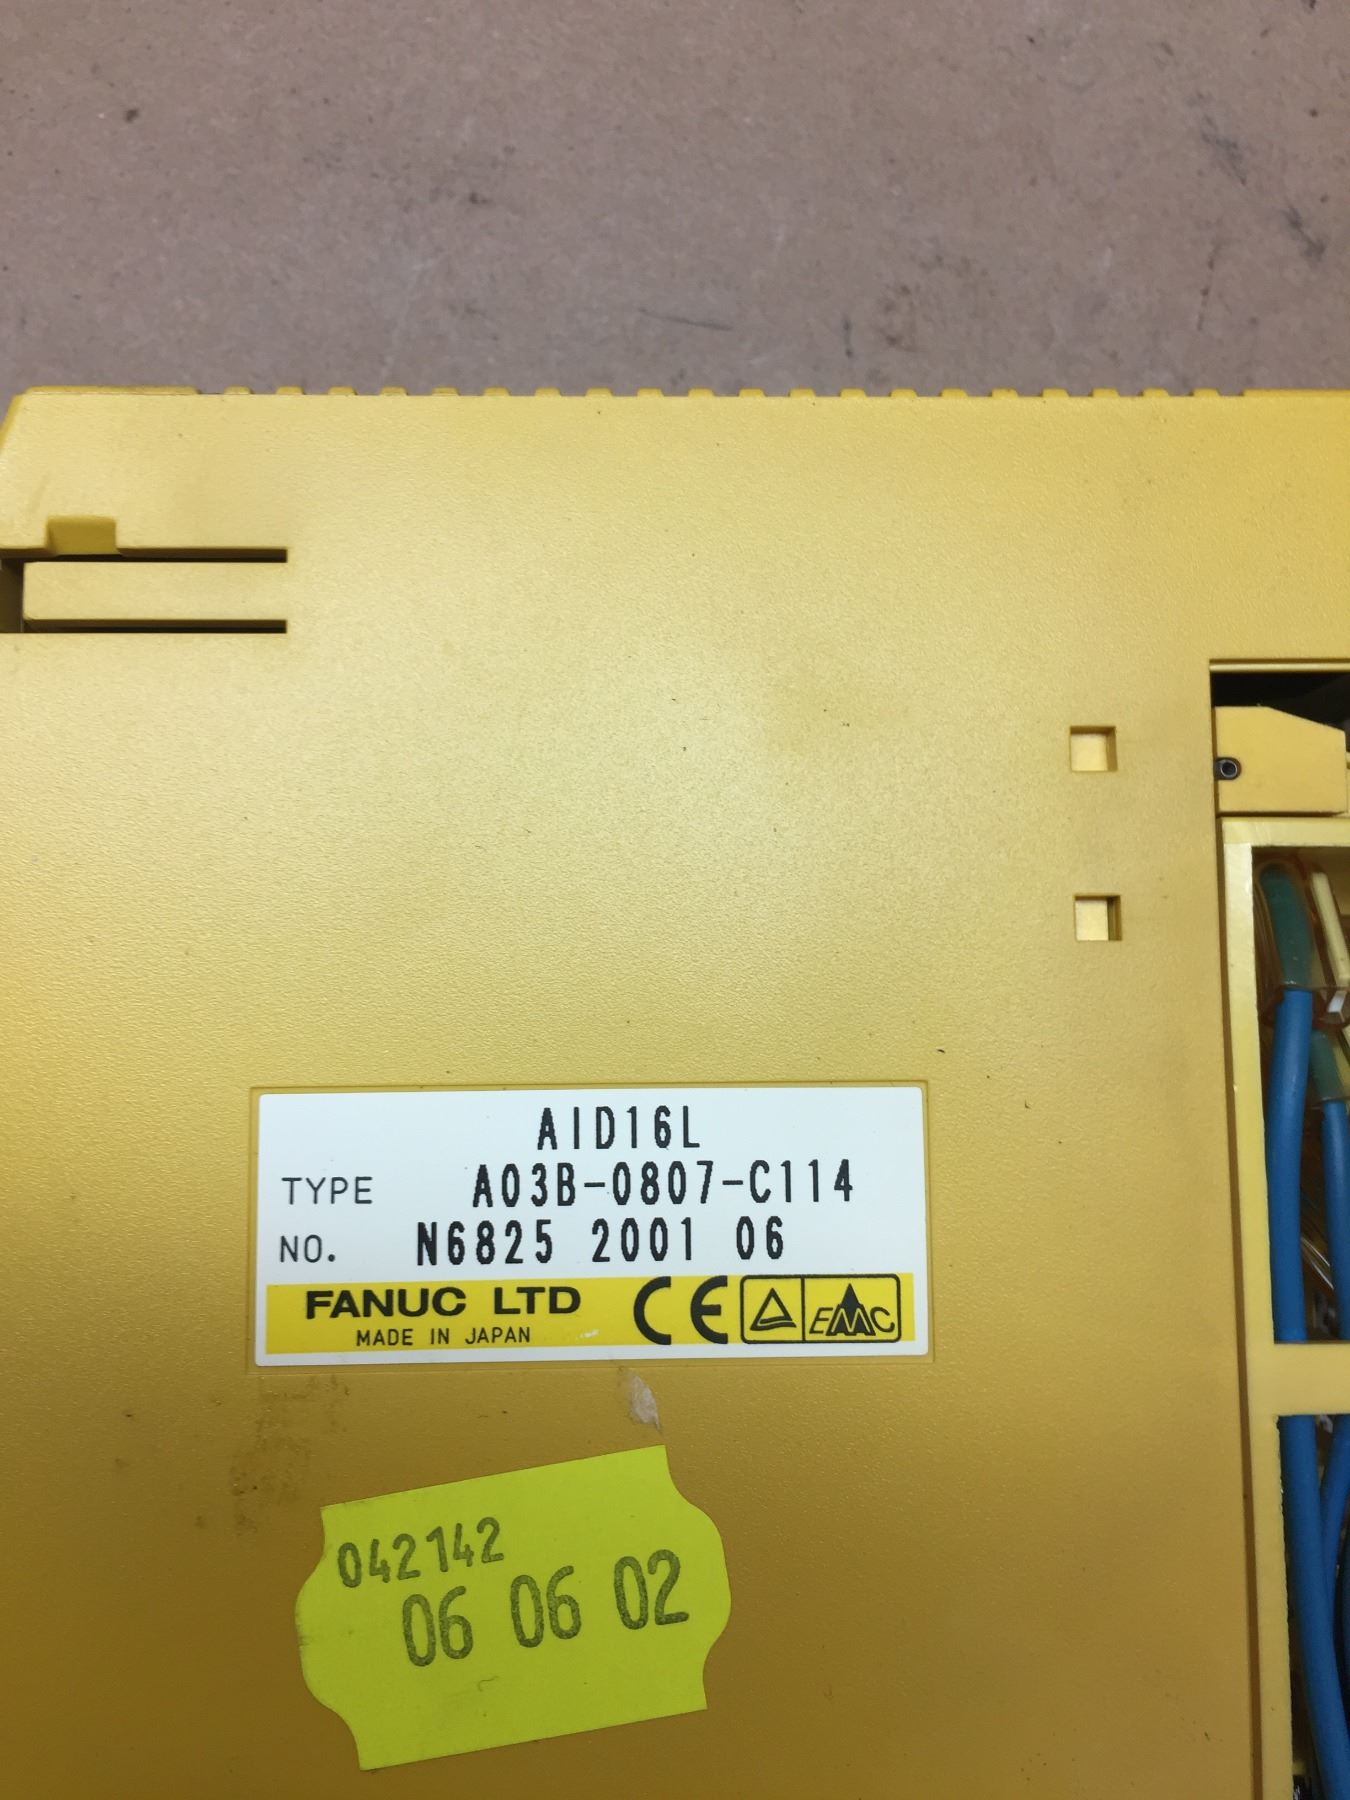 AID16L
TYPE A03B-0807-C114
NO. N6825 2001 06
FANUC LTD CE EMC
MADE IN JAPAN
042142
06 06 02